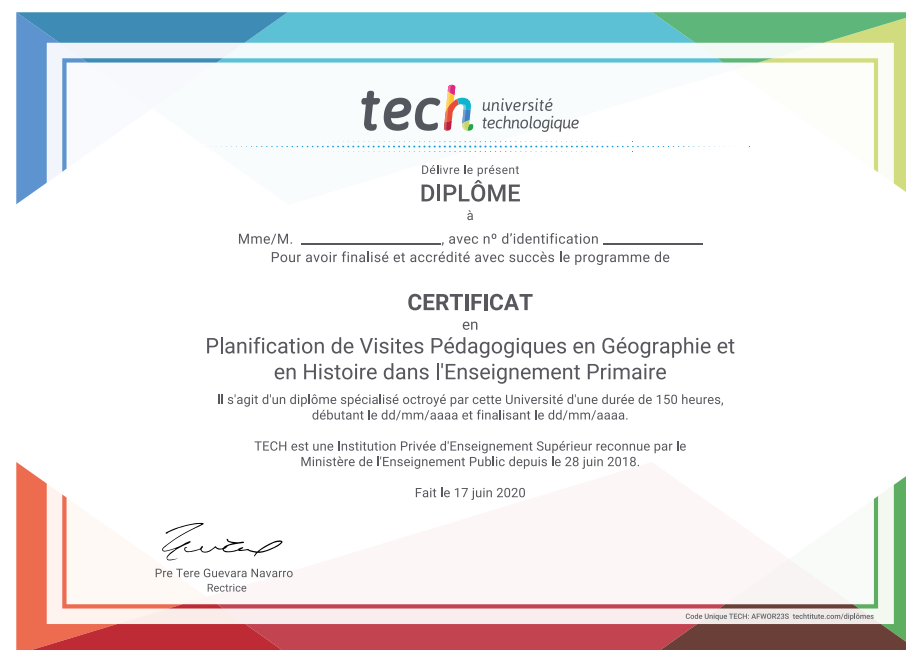 tech université
technologique
Délivre le présent
DIPLÔME
à
Mme/M. ____________________, avec nº d'identification ______________
Pour avoir finalisé et accrédité avec succès le programme de
CERTIFICAT
en
Planification de Visites Pédagogiques en Géographie et
en Histoire dans l'Enseignement Primaire
Il s'agit d'un diplôme spécialisé octroyé par cette Université d'une durée de 150 heures,
débutant le dd/mm/aaaa et finalisant le dd/mm/aaaa.
TECH est une Institution Privée d'Enseignement Supérieur reconnue par le
Ministère de l'Enseignement Public depuis le 28 juin 2018.
Fait le 17 juin 2020
Pre Tere Guevara Navarro
Rectrice
Code Unique TECH: AFWOR23S techtitute.com/diplômes